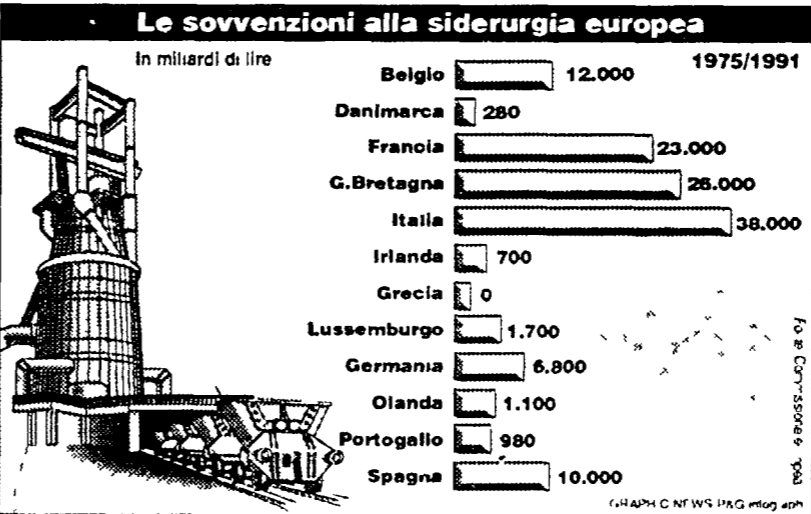 Le sovvenzioni alla siderurgia europea
In miliardi di lire
1975/1991
Belgio 12.000
Danimarca 280
Francia 23.000
G.Bretagna 26.000
Italia 38.000
Irlanda 700
Grecia 0
Lussemburgo 1.700
Germania 6.800
Olanda 1.100
Portogallo 980
Spagna 10.000
GRAPHIC NEWS P&G